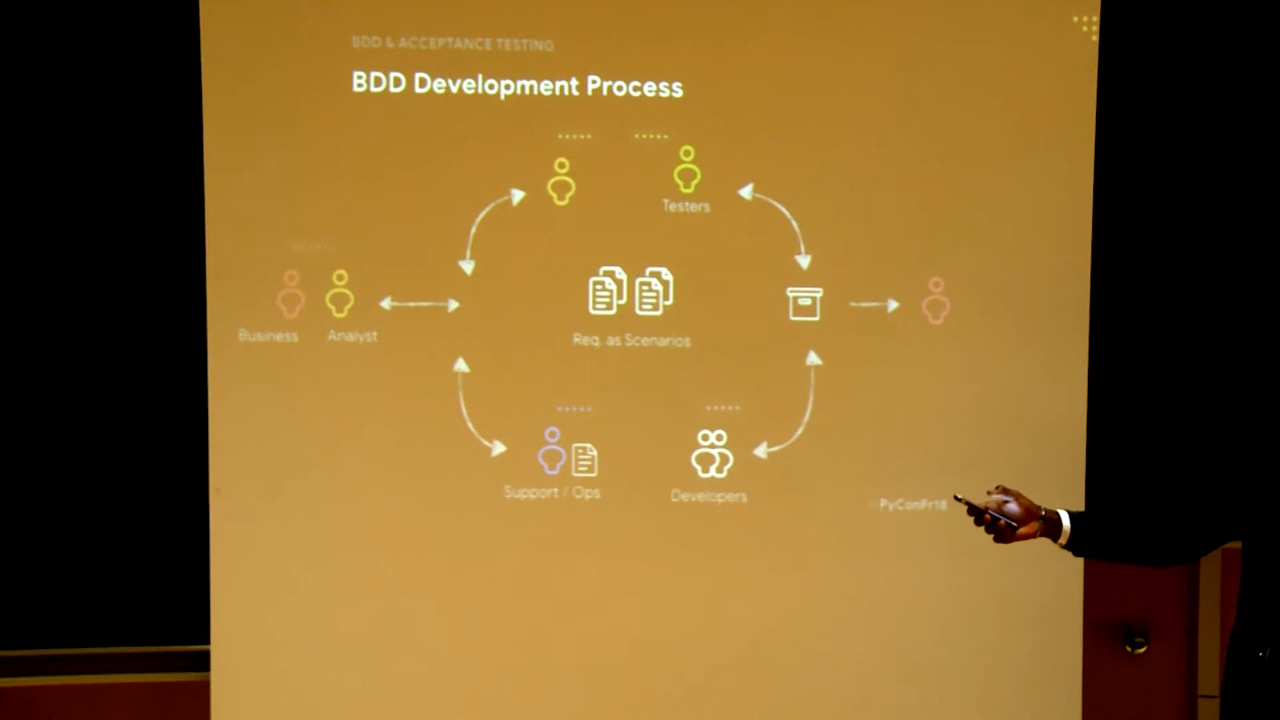 BDD & ACCEPTANCE TESTING
BDD Development Process
Testers
Business
Analyst
Req. as Scenarios
Support / Ops
Developers
PyConFr18